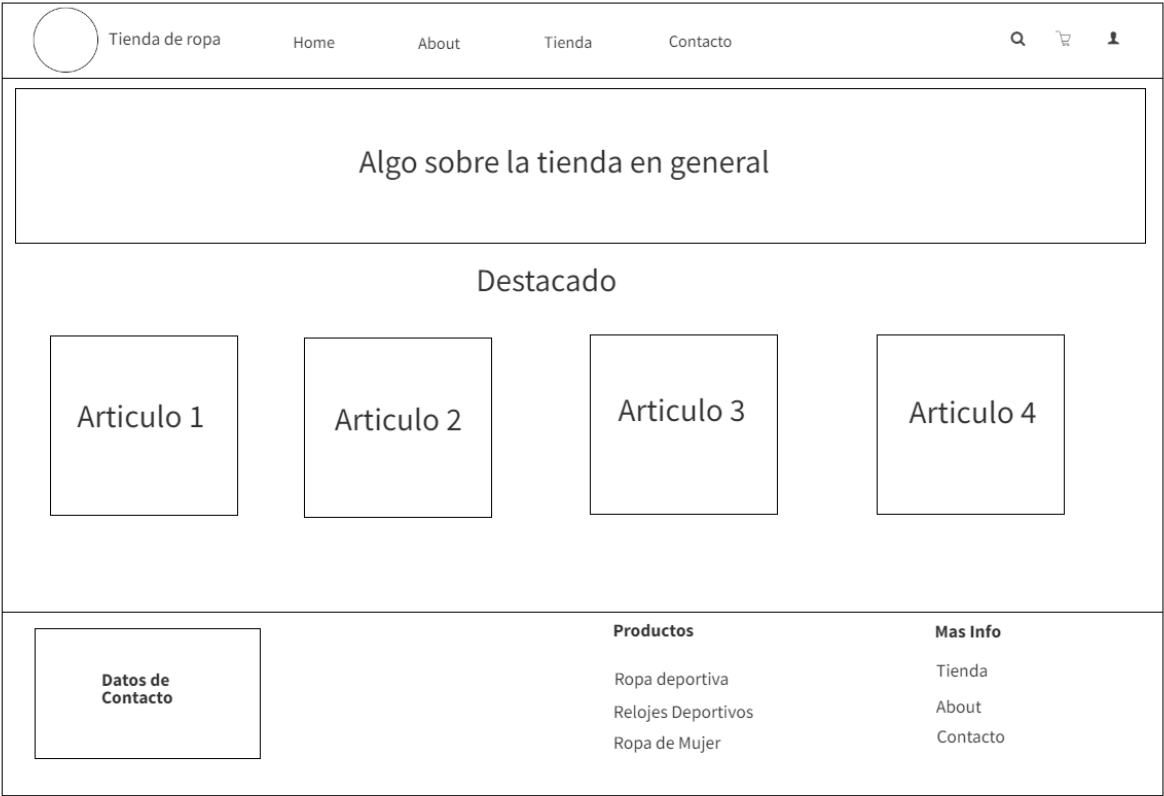 Tienda de ropa
Home
About
Tienda
Contacto
Algo sobre la tienda en general
Destacado
Articulo 1
Articulo 2
Articulo 3
Articulo 4
Datos de
Contacto
Productos
Ropa deportiva
Relojes Deportivos
Ropa de Mujer
Mas Info
Tienda
About
Contacto